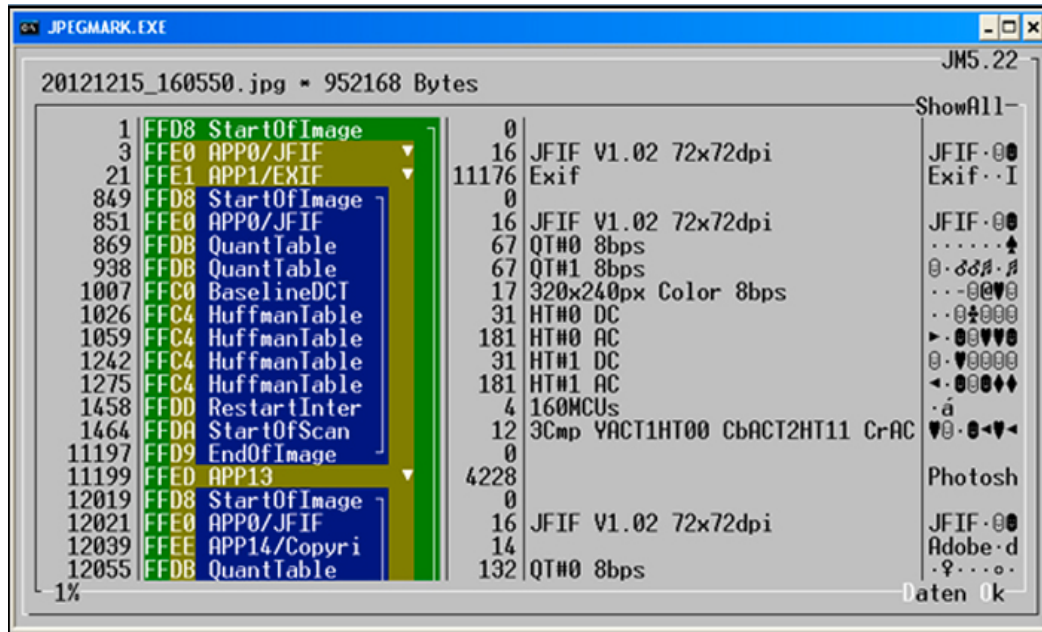 JPEGMARK.EXE
JM5.22
20121215_160550.jpg * 952168 Bytes
ShowAll
1 FFD8 StartOfImage 0
3 FFE0 APP0/JFIF 16 JFIF V1.02 72x72dpi JFIF
21 FFE1 APP1/EXIF 11176 Exif Exif··I
849 FFD8 StartOfImage 0
851 FFE0 APP0/JFIF 16 JFIF V1.02 72x72dpi JFIF
869 FFDB QuantTable 67 QT#0 8bps
938 FFDB QuantTable 67 QT#1 8bps
1007 FFC0 BaselineDCT 17 320x240px Color 8bps
1026 FFC4 HuffmanTable 31 HT#0 DC
1059 FFC4 HuffmanTable 181 HT#0 AC
1242 FFC4 HuffmanTable 31 HT#1 DC
1275 FFC4 HuffmanTable 181 HT#1 AC
1458 FFDD RestartInter 4 160MCUs ·á
1464 FFDA StartOfScan 12 3Cmp YACT1HT00 CbACT2HT11 CrAC
11197 FFD9 EndOfImage 0
11199 FFED APP13 4228 Photosh
12019 FFD8 StartOfImage 0
12021 FFE0 APP0/JFIF 16 JFIF V1.02 72x72dpi JFIF
12039 FFEE APP14/Copyri 14 Adobe·d
12055 FFDB QuantTable 132 QT#0 8bps
1% Daten Ok